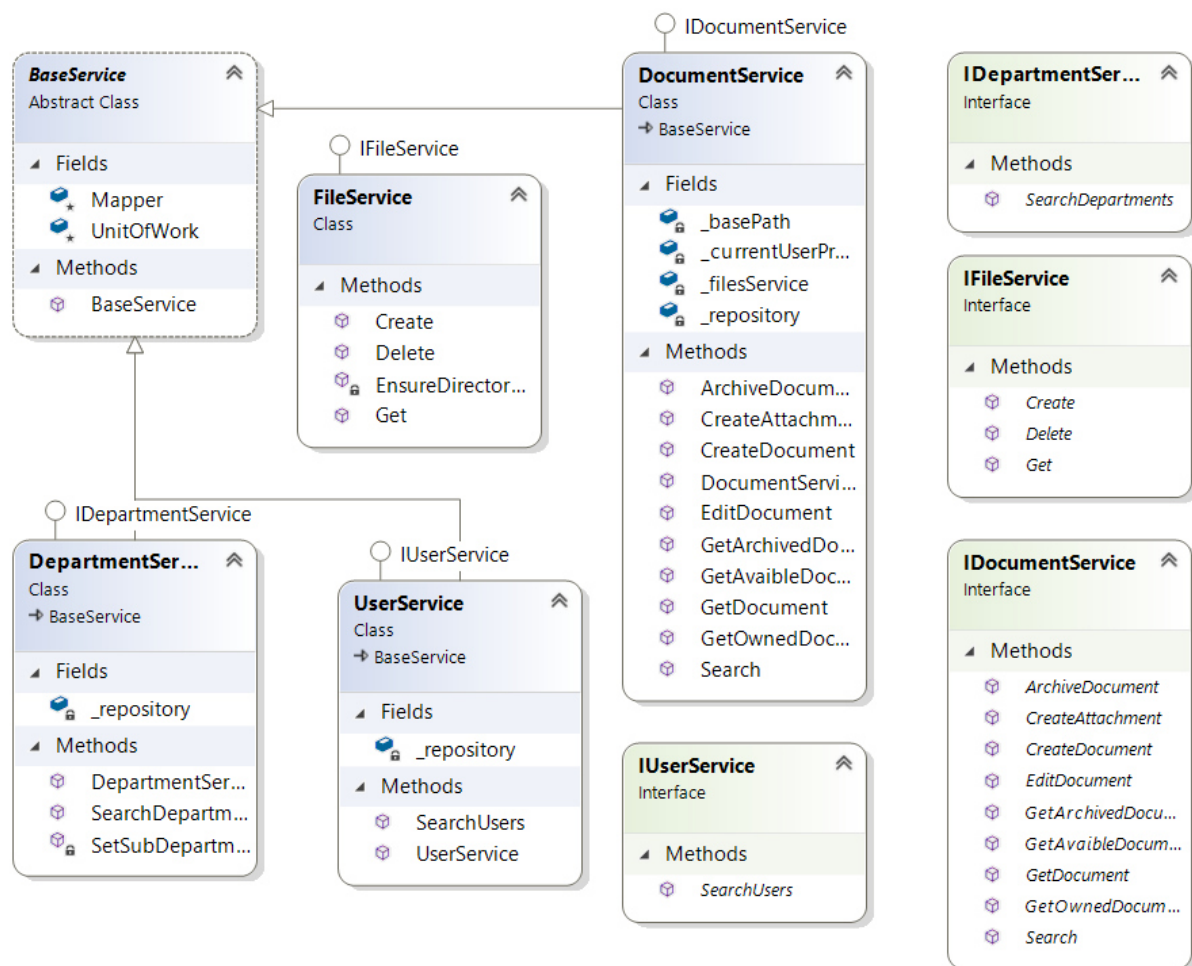 BaseService
Abstract Class
Fields
Mapper
UnitOfWork
Methods
BaseService
IFileService
FileService
Class
Methods
Create
Delete
EnsureDirector...
Get
IDocumentService
DocumentService
Class
BaseService
Fields
_basePath
_currentUserPr...
_filesService
_repository
Methods
ArchiveDocum...
CreateAttachm...
CreateDocument
DocumentServi...
EditDocument
GetArchivedDo...
GetAvaibleDoc...
GetDocument
GetOwnedDoc...
Search
IDepartmentSer...
Interface
Methods
SearchDepartments
IFileService
Interface
Methods
Create
Delete
Get
IDepartmentService
DepartmentSer...
Class
BaseService
Fields
_repository
Methods
DepartmentSer...
SearchDepartm...
SetSubDepartm...
IUserService
UserService
Class
BaseService
Fields
_repository
Methods
SearchUsers
UserService
IUserService
Interface
Methods
SearchUsers
IDocumentService
Interface
Methods
ArchiveDocument
CreateAttachment
CreateDocument
EditDocument
GetArchivedDocu...
GetAvaibleDocum...
GetDocument
GetOwnedDocum...
Search